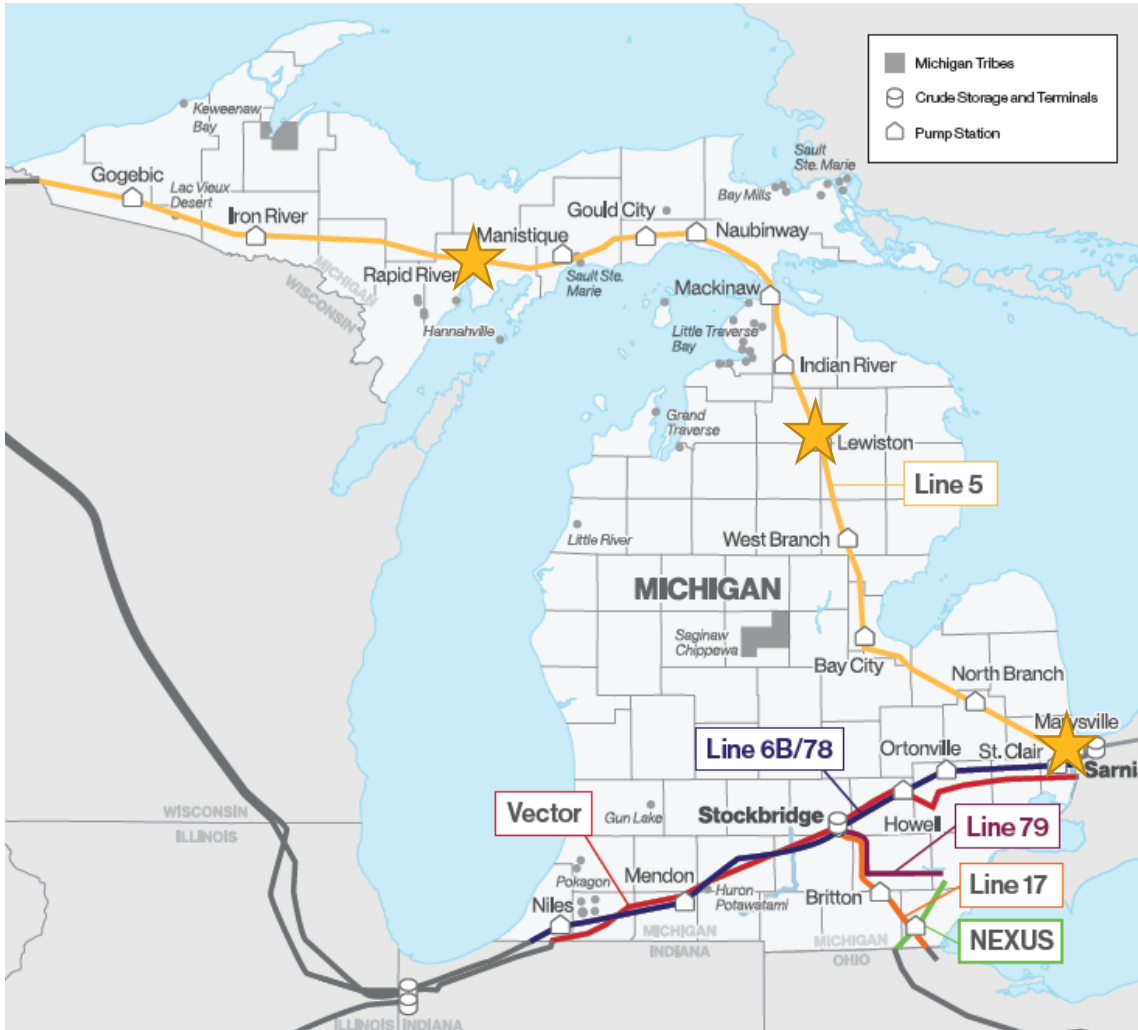 Michigan Tribes
Crude Storage and Terminals
Pump Station
Keweenaw
Bay
Gogebic
Lac Vieux
Desert
Iron River
Sault
Ste. Marie
Bay Mills
Gould City
Manistique
Naubinway
Rapid River
Sault Ste.
Marie
MICHIGAN
WISCONSIN
Hannahville
Mackinaw
Little Traverse
Bay
Indian River
Grand
Traverse
Lewiston
Line 5
Little River
West Branch
MICHIGAN
Saginaw
Chippewa
Bay City
North Branch
Marysville
Line 6B/78
Ortonville
St. Clair
Sarni
WISCONSIN
ILLINOIS
Vector
Gun Lake
Stockbridge
Howell
Line 79
Pokagon
Mendon
Huron
Potawatami
Britton
Line 17
Niles
MICHIGAN
INDIANA
MICHIGAN
OHIO
NEXUS
ILLINOIS
INDIANA